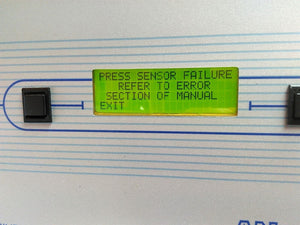 PRESS SENSOR FAILURE
REFER TO ERROR
SECTION OF MANUAL
EXIT